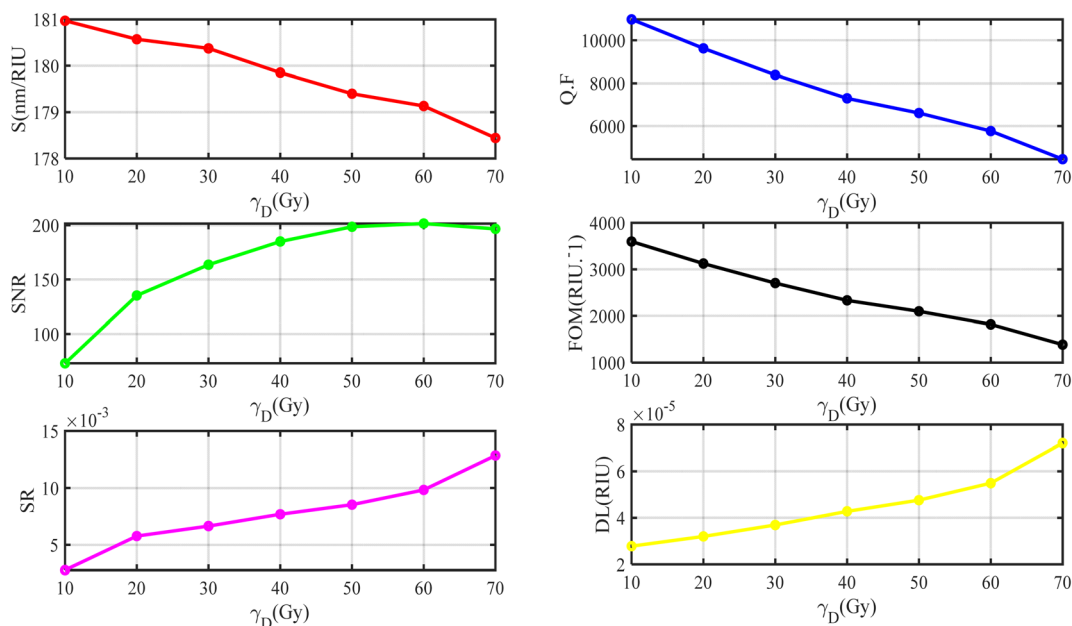 181
180
179
178
S(nm/RIU
10 20 30 40 50 60 70
γD(Gy)
10000
8000
6000
Q.F
10 20 30 40 50 60 70
γD(Gy)
200
150
100
SNR
10 20 30 40 50 60 70
γD(Gy)
4000
3000
2000
1000
FOM(RIU.-1)
10 20 30 40 50 60 70
γD(Gy)
×10-3
15
10
5
SR
10 20 30 40 50 60 70
γD(Gy)
×10-5
8
6
4
2
DL(RIU)
10 20 30 40 50 60 70
γD(Gy)